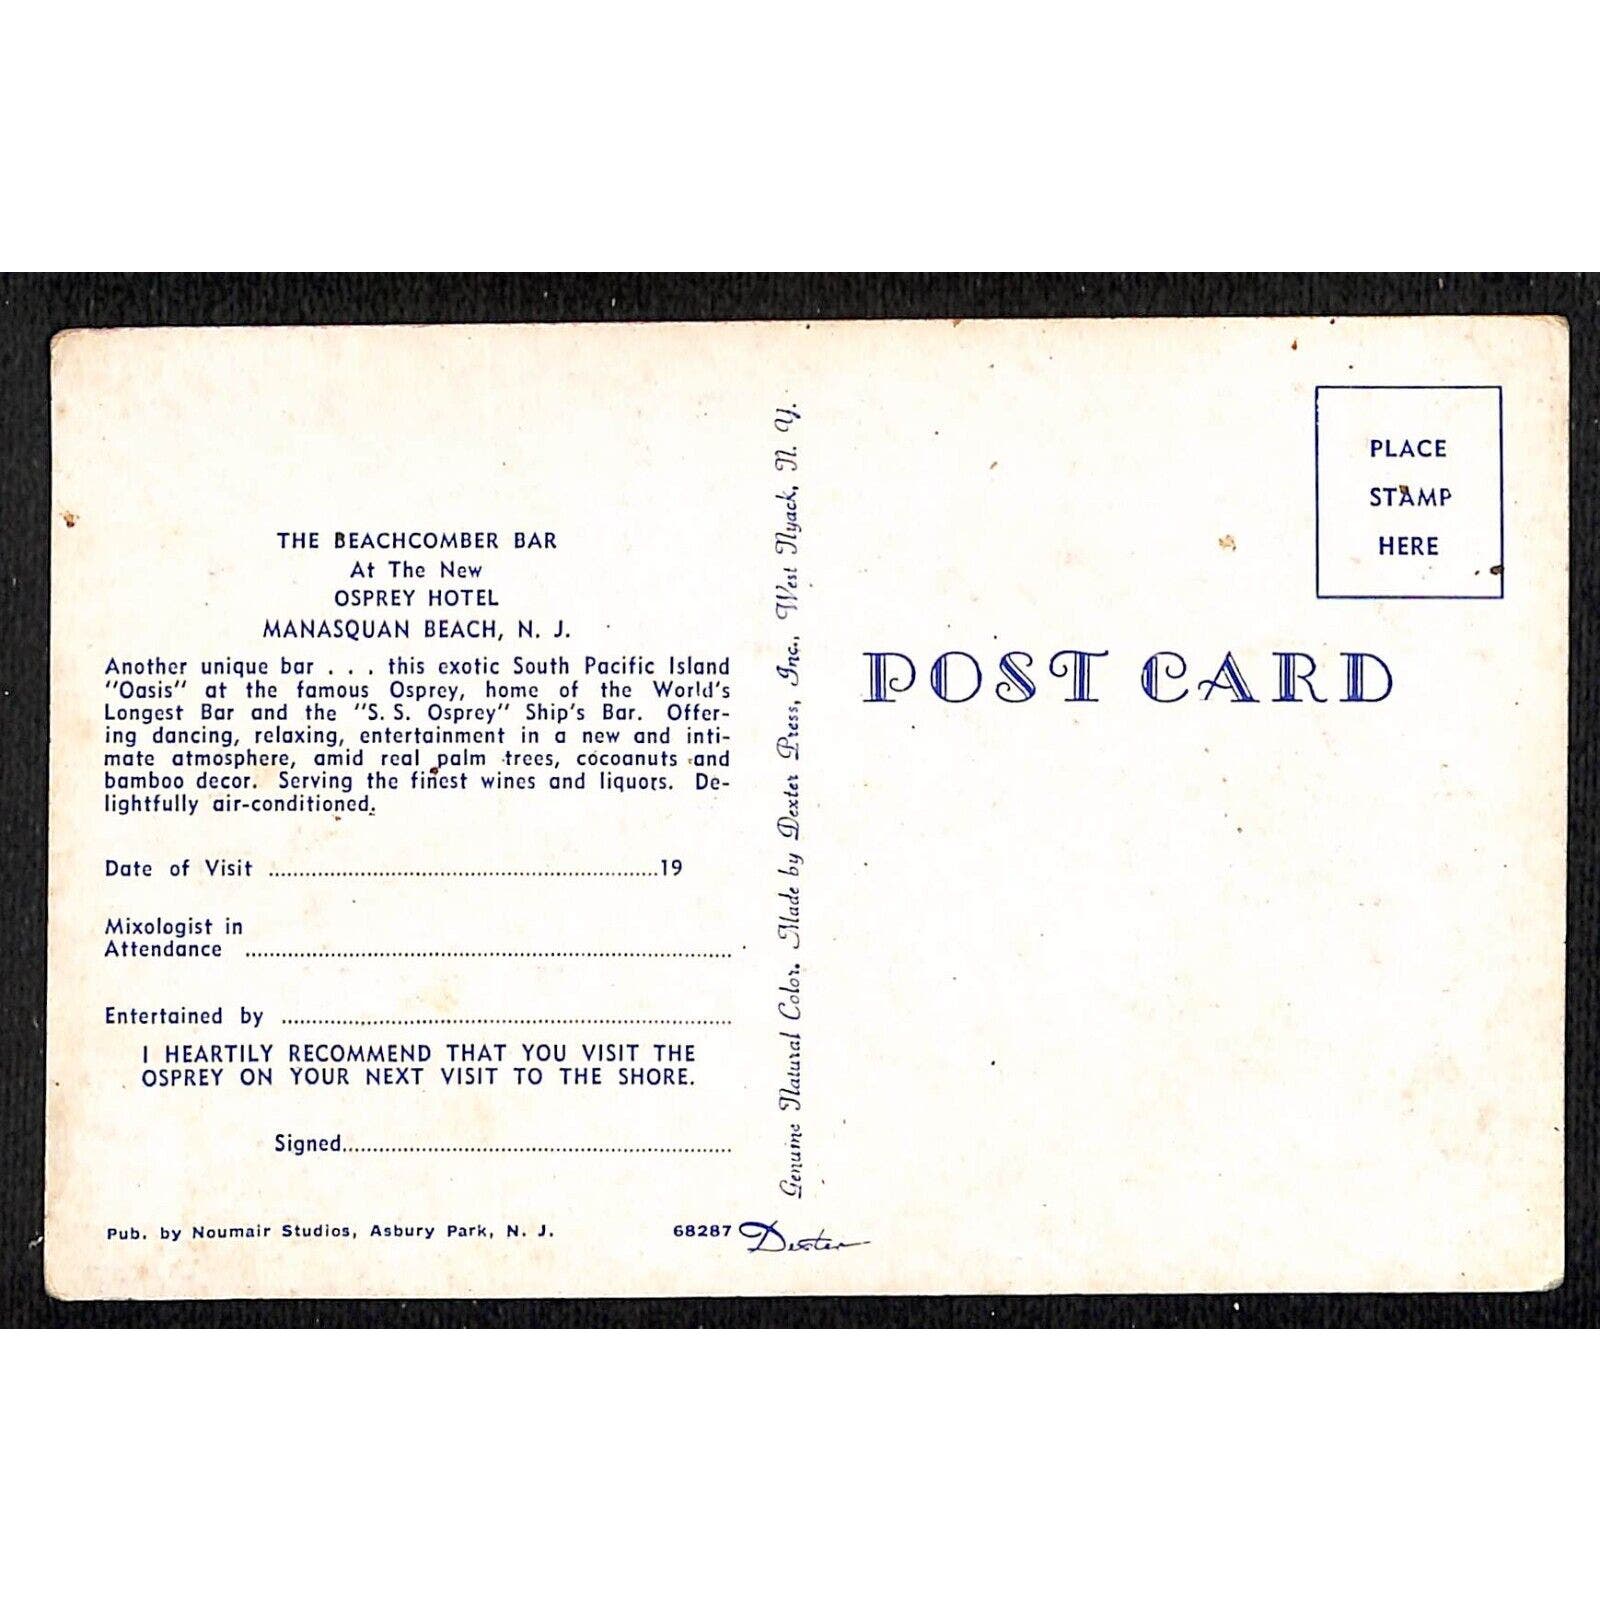 THE BEACHCOMBER BAR
At The New
OSPREY HOTEL
MANASQUAN BEACH, N. J.
Another unique bar . . . this exotic South Pacific Island
"Oasis" at the famous Osprey, home of the World's
Longest Bar and the "S. S. Osprey" Ship's Bar. Offer-
ing dancing, relaxing, entertainment in a new and inti-
mate atmosphere, amid real palm trees, cocoanuts and
bamboo decor. Serving the finest wines and liquors. De-
lightfully air-conditioned.
Date of Visit ..........19
Mixologist in
Attendance ..........
Entertained by ..........
I HEARTILY RECOMMEND THAT YOU VISIT THE
OSPREY ON YOUR NEXT VISIT TO THE SHORE.
Signed..........
Pub. by Noumair Studios, Asbury Park, N. J.
68287 Dexter
Genuine Natural Color. Made by Dexter Press, Inc., West Nyack, N. Y.
PLACE
STAMP
HERE
POST CARD